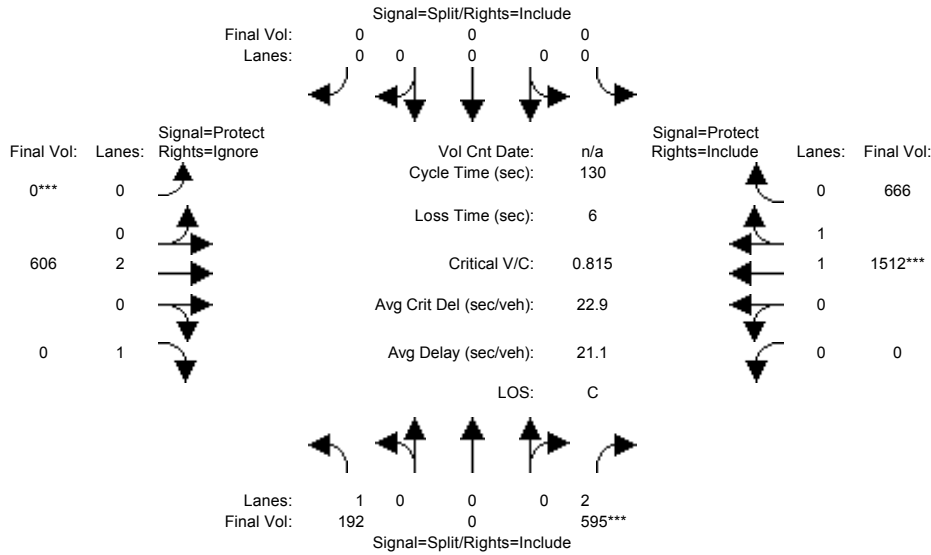 Signal=Split/Rights=Include
Final Vol: 0 0 0
Lanes: 0 0 0 0 0
Signal=Protect Signal=Protect
Final Vol: Lanes: Rights=Ignore Vol Cnt Date: n/a Rights=Include Lanes: Final Vol:
Cycle Time (sec): 130
0*** 0 0 666
Loss Time (sec): 6
0 1
606 2 Critical V/C: 0.815 1 1512***
0 Avg Crit Del (sec/veh): 22.9 0
0 1 Avg Delay (sec/veh): 21.1 0 0
LOS: C
Lanes: 1 0 0 0 2
Final Vol: 192 0 595***
Signal=Split/Rights=Include